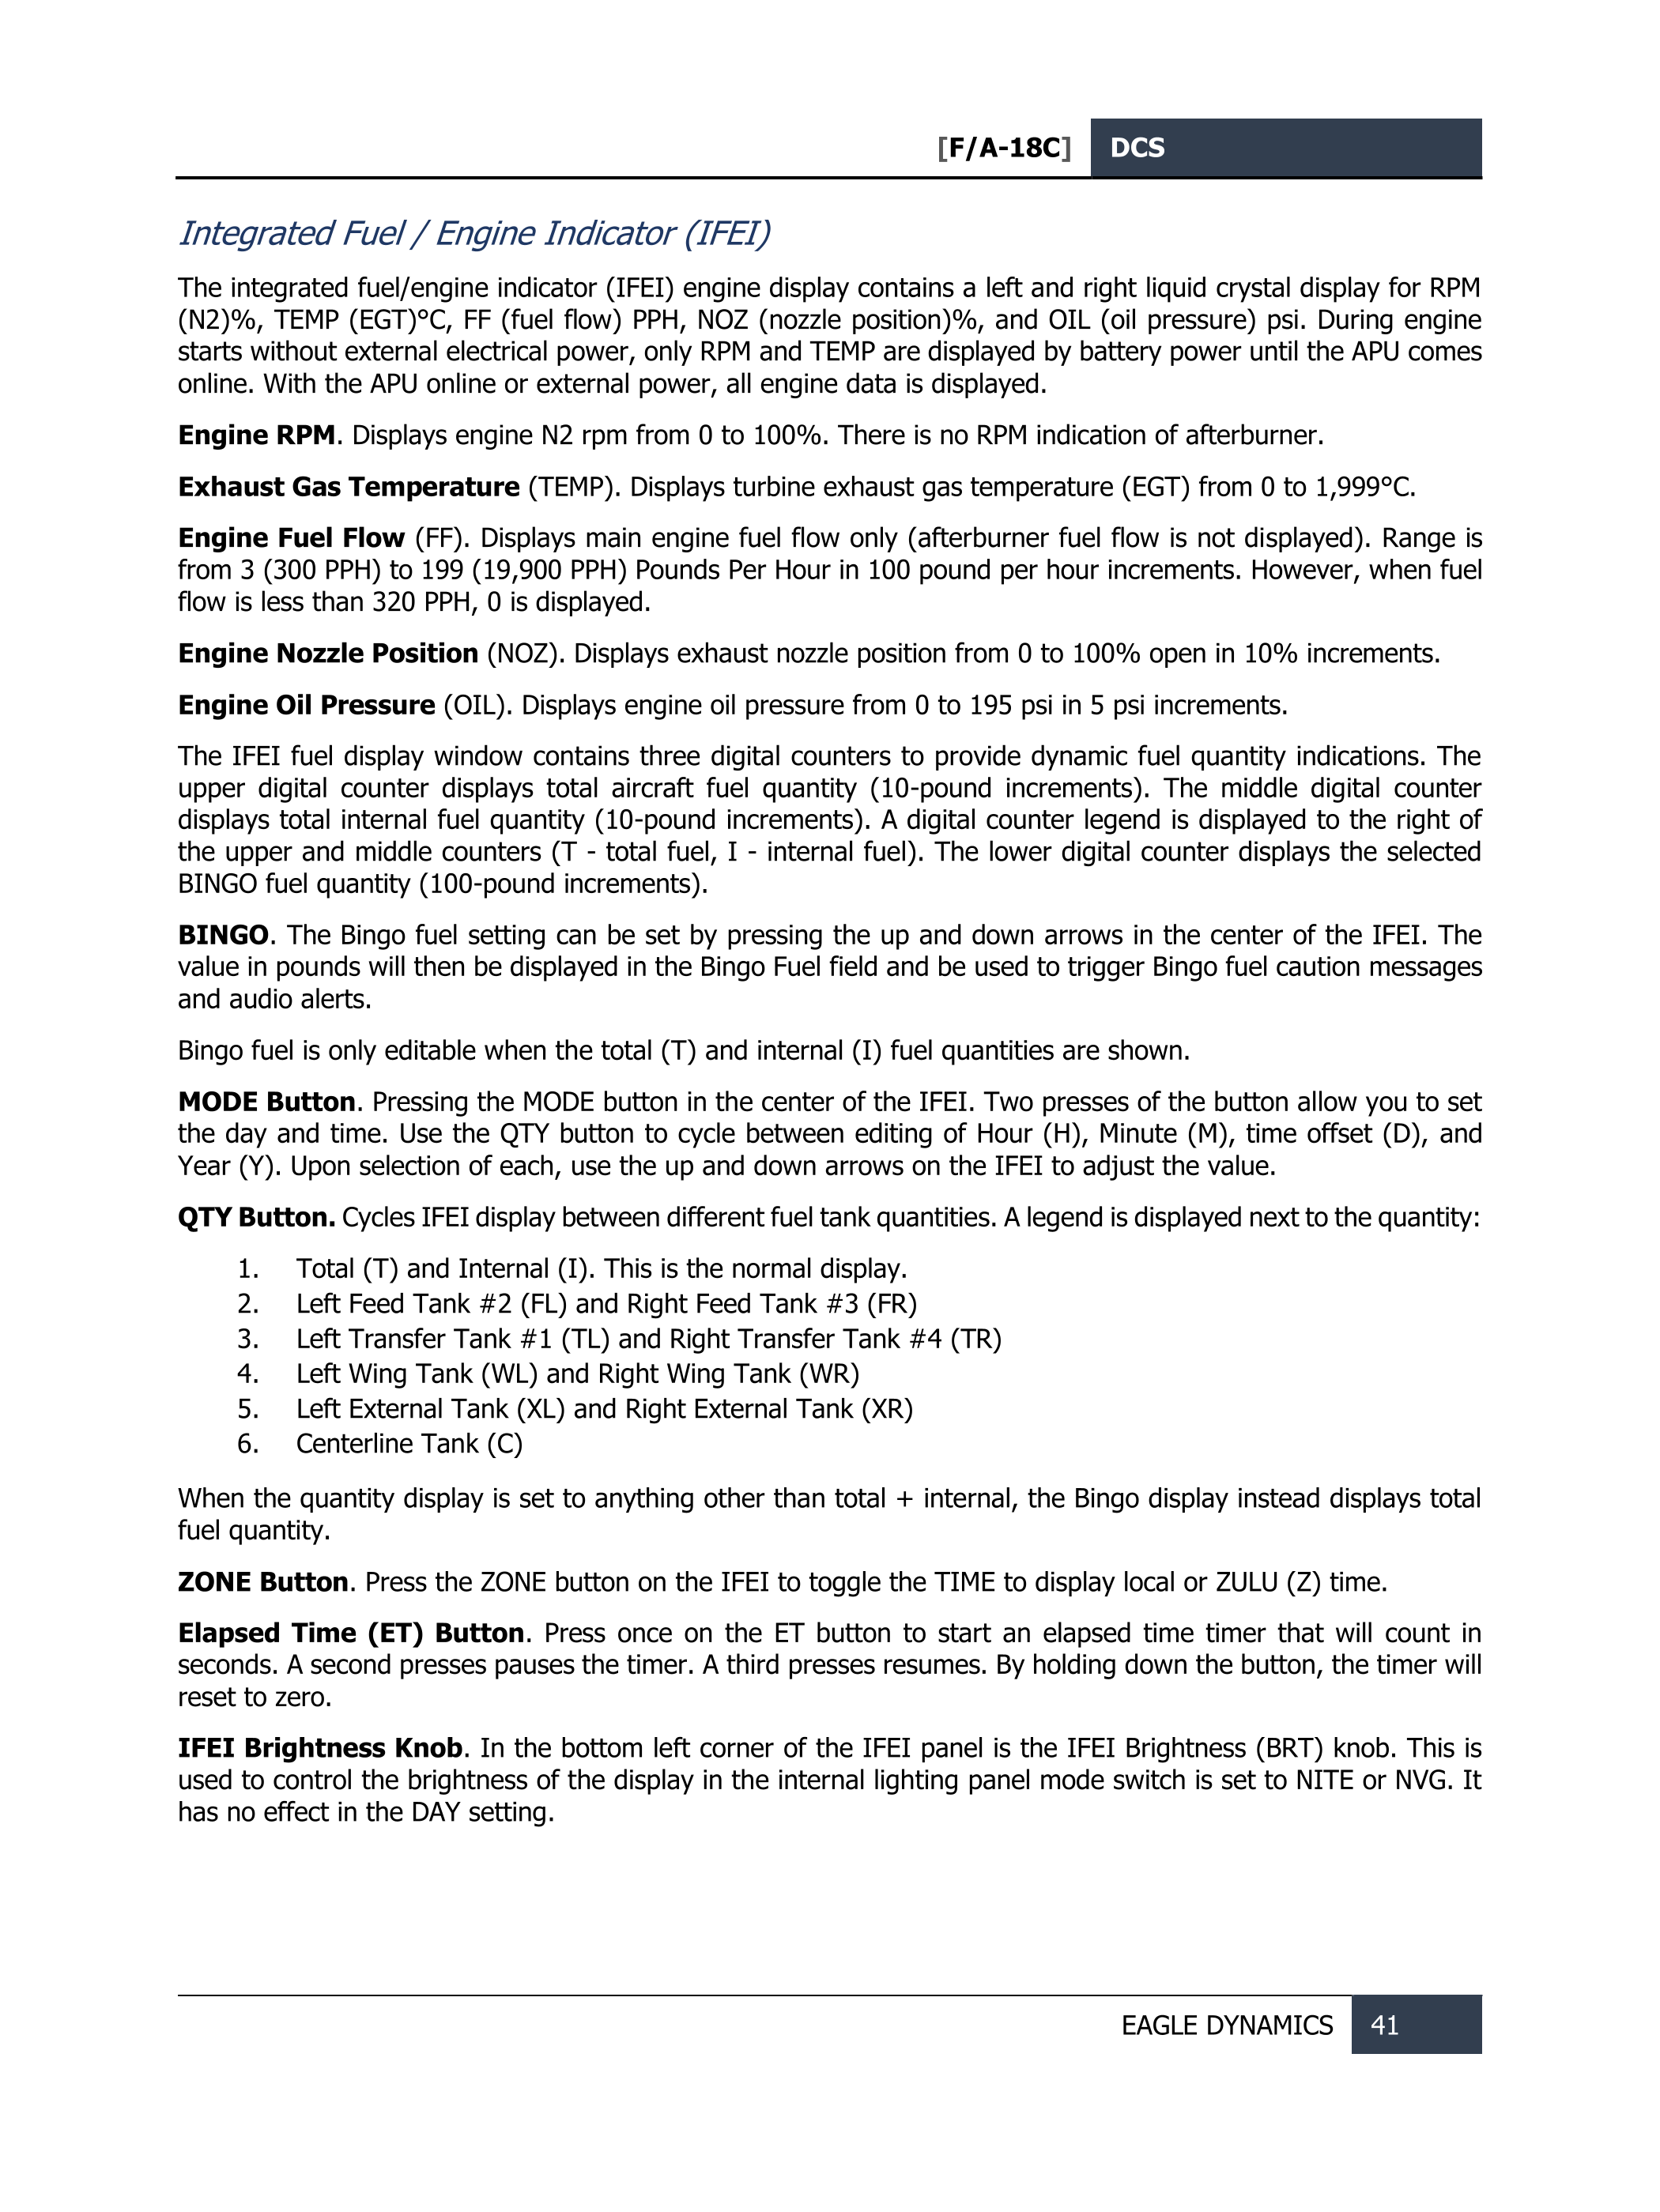 [F/A-18C] DCS
Integrated Fuel / Engine Indicator (IFEI)
The integrated fuel/engine indicator (IFEI) engine display contains a left and right liquid crystal display for RPM
(N2)%, TEMP (EGT)°C, FF (fuel flow) PPH, NOZ (nozzle position)%, and OIL (oil pressure) psi. During engine
starts without external electrical power, only RPM and TEMP are displayed by battery power until the APU comes
online. With the APU online or external power, all engine data is displayed.
Engine RPM. Displays engine N2 rpm from 0 to 100%. There is no RPM indication of afterburner.
Exhaust Gas Temperature (TEMP). Displays turbine exhaust gas temperature (EGT) from 0 to 1,999°C.
Engine Fuel Flow (FF). Displays main engine fuel flow only (afterburner fuel flow is not displayed). Range is
from 3 (300 PPH) to 199 (19,900 PPH) Pounds Per Hour in 100 pound per hour increments. However, when fuel
flow is less than 320 PPH, 0 is displayed.
Engine Nozzle Position (NOZ). Displays exhaust nozzle position from 0 to 100% open in 10% increments.
Engine Oil Pressure (OIL). Displays engine oil pressure from 0 to 195 psi in 5 psi increments.
The IFEI fuel display window contains three digital counters to provide dynamic fuel quantity indications. The
upper digital counter displays total aircraft fuel quantity (10-pound increments). The middle digital counter
displays total internal fuel quantity (10-pound increments). A digital counter legend is displayed to the right of
the upper and middle counters (T - total fuel, I - internal fuel). The lower digital counter displays the selected
BINGO fuel quantity (100-pound increments).
BINGO. The Bingo fuel setting can be set by pressing the up and down arrows in the center of the IFEI. The
value in pounds will then be displayed in the Bingo Fuel field and be used to trigger Bingo fuel caution messages
and audio alerts.
Bingo fuel is only editable when the total (T) and internal (I) fuel quantities are shown.
MODE Button. Pressing the MODE button in the center of the IFEI. Two presses of the button allow you to set
the day and time. Use the QTY button to cycle between editing of Hour (H), Minute (M), time offset (D), and
Year (Y). Upon selection of each, use the up and down arrows on the IFEI to adjust the value.
QTY Button. Cycles IFEI display between different fuel tank quantities. A legend is displayed next to the quantity:
1. Total (T) and Internal (I). This is the normal display.
2. Left Feed Tank #2 (FL) and Right Feed Tank #3 (FR)
3. Left Transfer Tank #1 (TL) and Right Transfer Tank #4 (TR)
4. Left Wing Tank (WL) and Right Wing Tank (WR)
5. Left External Tank (XL) and Right External Tank (XR)
6. Centerline Tank (C)
When the quantity display is set to anything other than total + internal, the Bingo display instead displays total
fuel quantity.
ZONE Button. Press the ZONE button on the IFEI to toggle the TIME to display local or ZULU (Z) time.
Elapsed Time (ET) Button. Press once on the ET button to start an elapsed time timer that will count in
seconds. A second presses pauses the timer. A third presses resumes. By holding down the button, the timer will
reset to zero.
IFEI Brightness Knob. In the bottom left corner of the IFEI panel is the IFEI Brightness (BRT) knob. This is
used to control the brightness of the display in the internal lighting panel mode switch is set to NITE or NVG. It
has no effect in the DAY setting.
EAGLE DYNAMICS 41